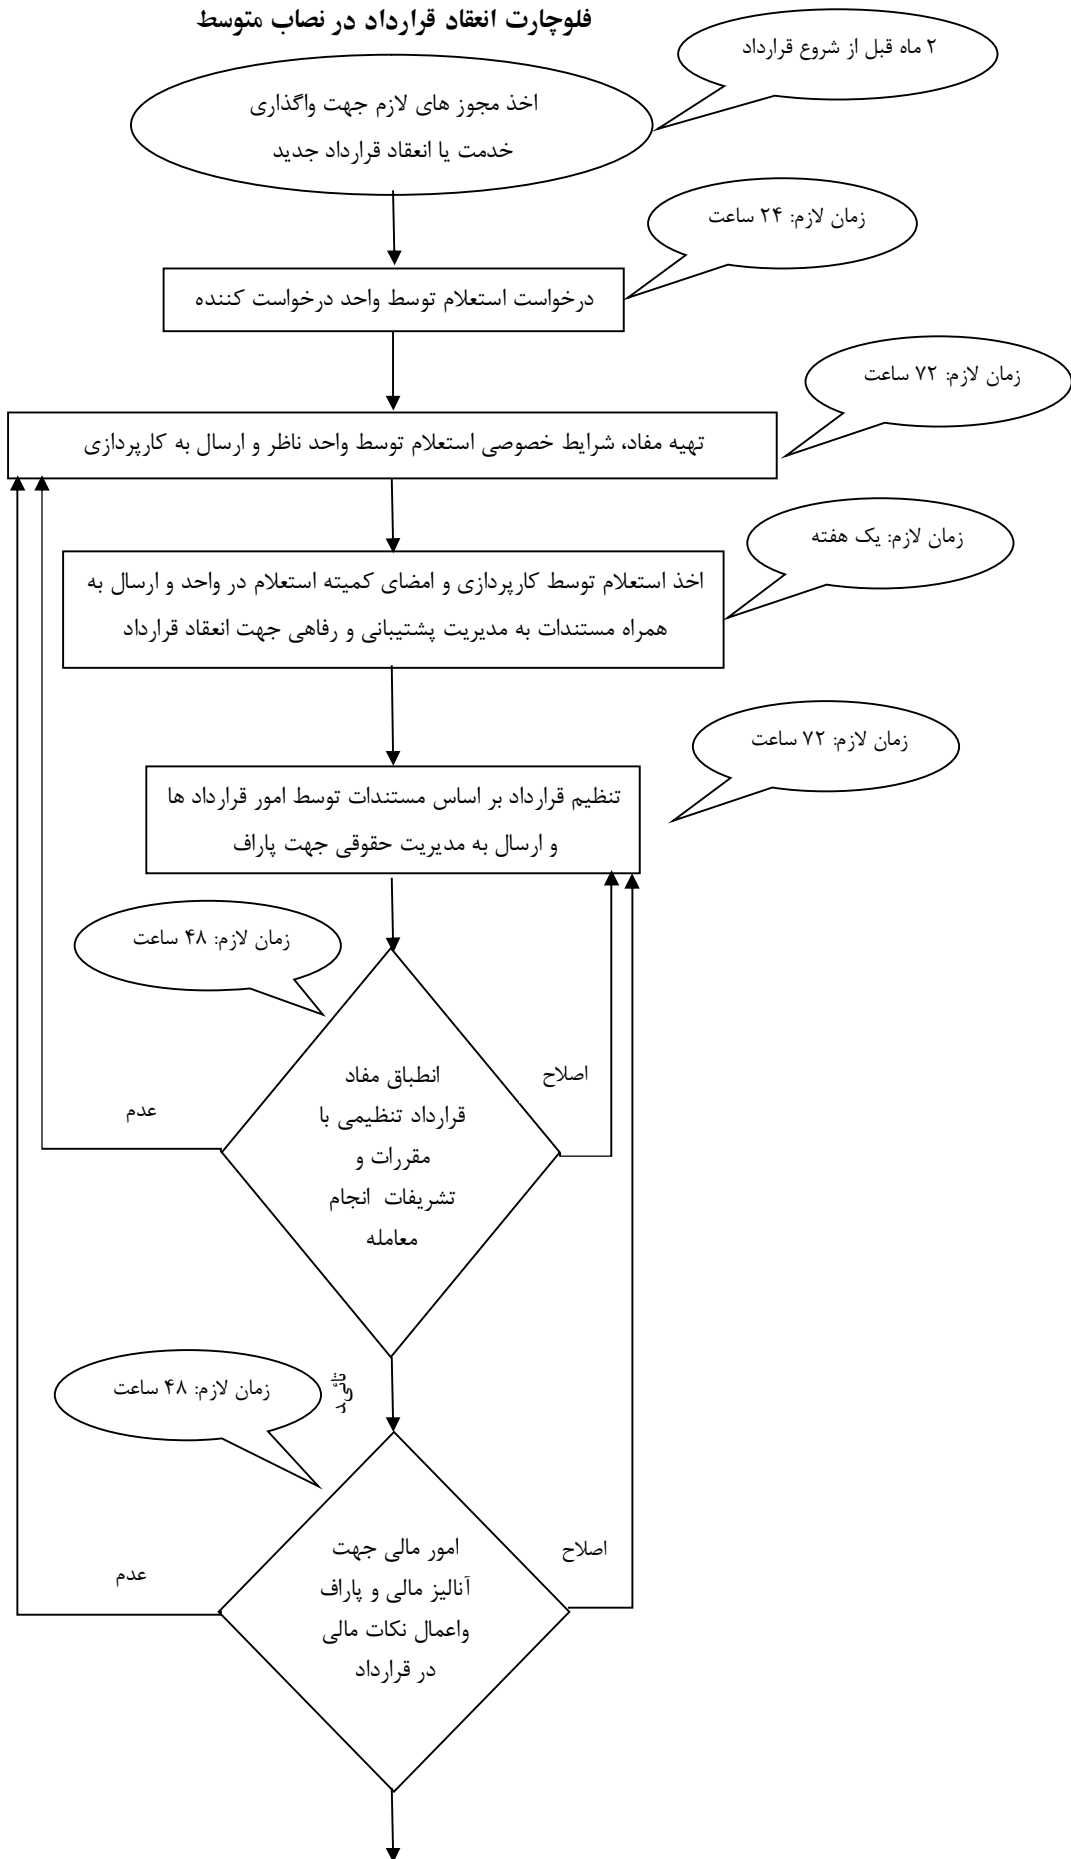 فلوچارت انعقاد قرارداد در نصاب متوسط
۲ ماه قبل از شروع قرارداد
اخذ مجوز های لازم جهت واگذاری
خدمت یا انعقاد قرارداد جدید
زمان لازم: ۲۴ ساعت
درخواست استعلام توسط واحد درخواست کننده
زمان لازم: ۷۲ ساعت
تهیه مفاد، شرایط خصوصی استعلام توسط واحد ناظر و ارسال به کارپردازی
زمان لازم: یک هفته
اخذ استعلام توسط کارپردازی و امضای کمیته استعلام در واحد و ارسال به
همراه مستندات به مدیریت پشتیبانی و رفاهی جهت انعقاد قرارداد
زمان لازم: ۷۲ ساعت
تنظیم قرارداد بر اساس مستندات توسط امور قرارداد ها
و ارسال به مدیریت حقوقی جهت پاراف
زمان لازم: ۴۸ ساعت
انطباق مفاد
قرارداد تنظیمی با
مقررات و
تشریفات انجام
معامله
اصلاح
عدم
تائید
زمان لازم: ۴۸ ساعت
امور مالی جهت
آنالیز مالی و پاراف
واعمال نکات مالی
در قرارداد
اصلاح
عدم